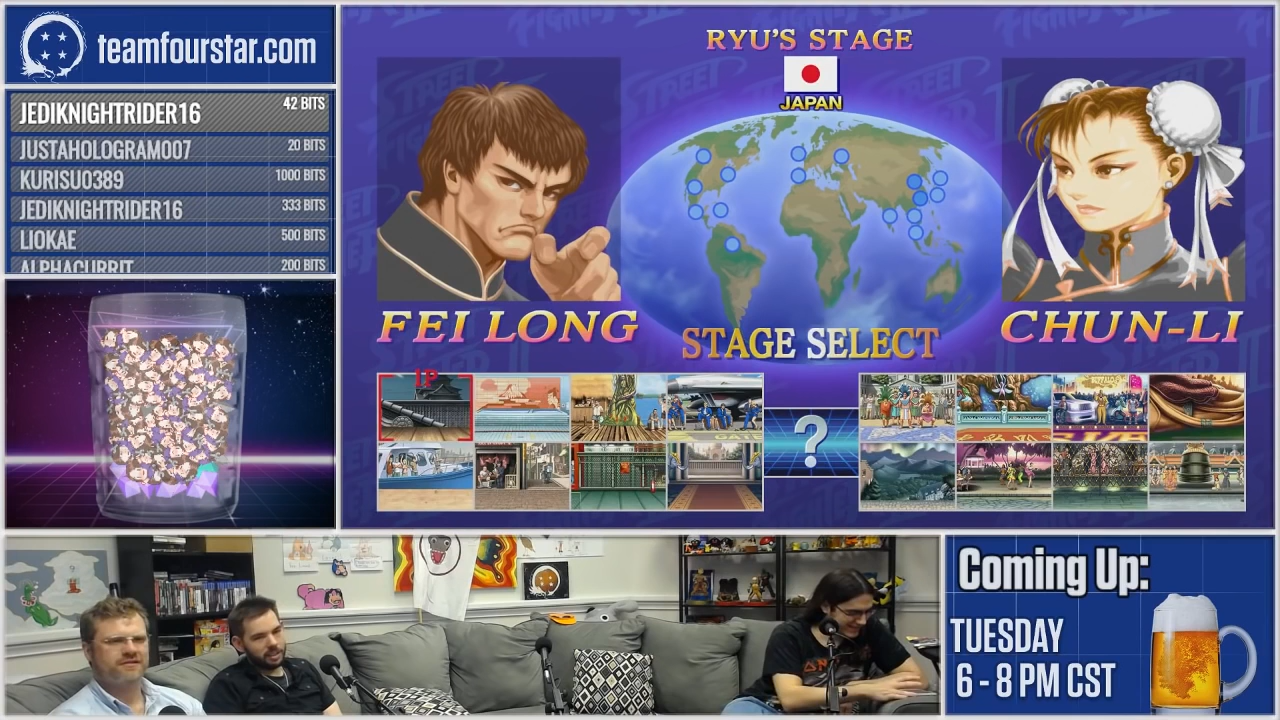 teamfourstar.com
JEDIKNIGHTRIDER16 42 BITS
JUSTAHOLOGRAM007 20 BITS
KURISU0389 1000 BITS
JEDIKNIGHTRIDER16 333 BITS
LIOKAE 500 BITS
ALPHACURRIT 200 BITS
RYU'S STAGE
JAPAN
FEI LONG
CHUN-LI
STAGE SELECT
1P
?
Coming Up:
TUESDAY
6 - 8 PM CST